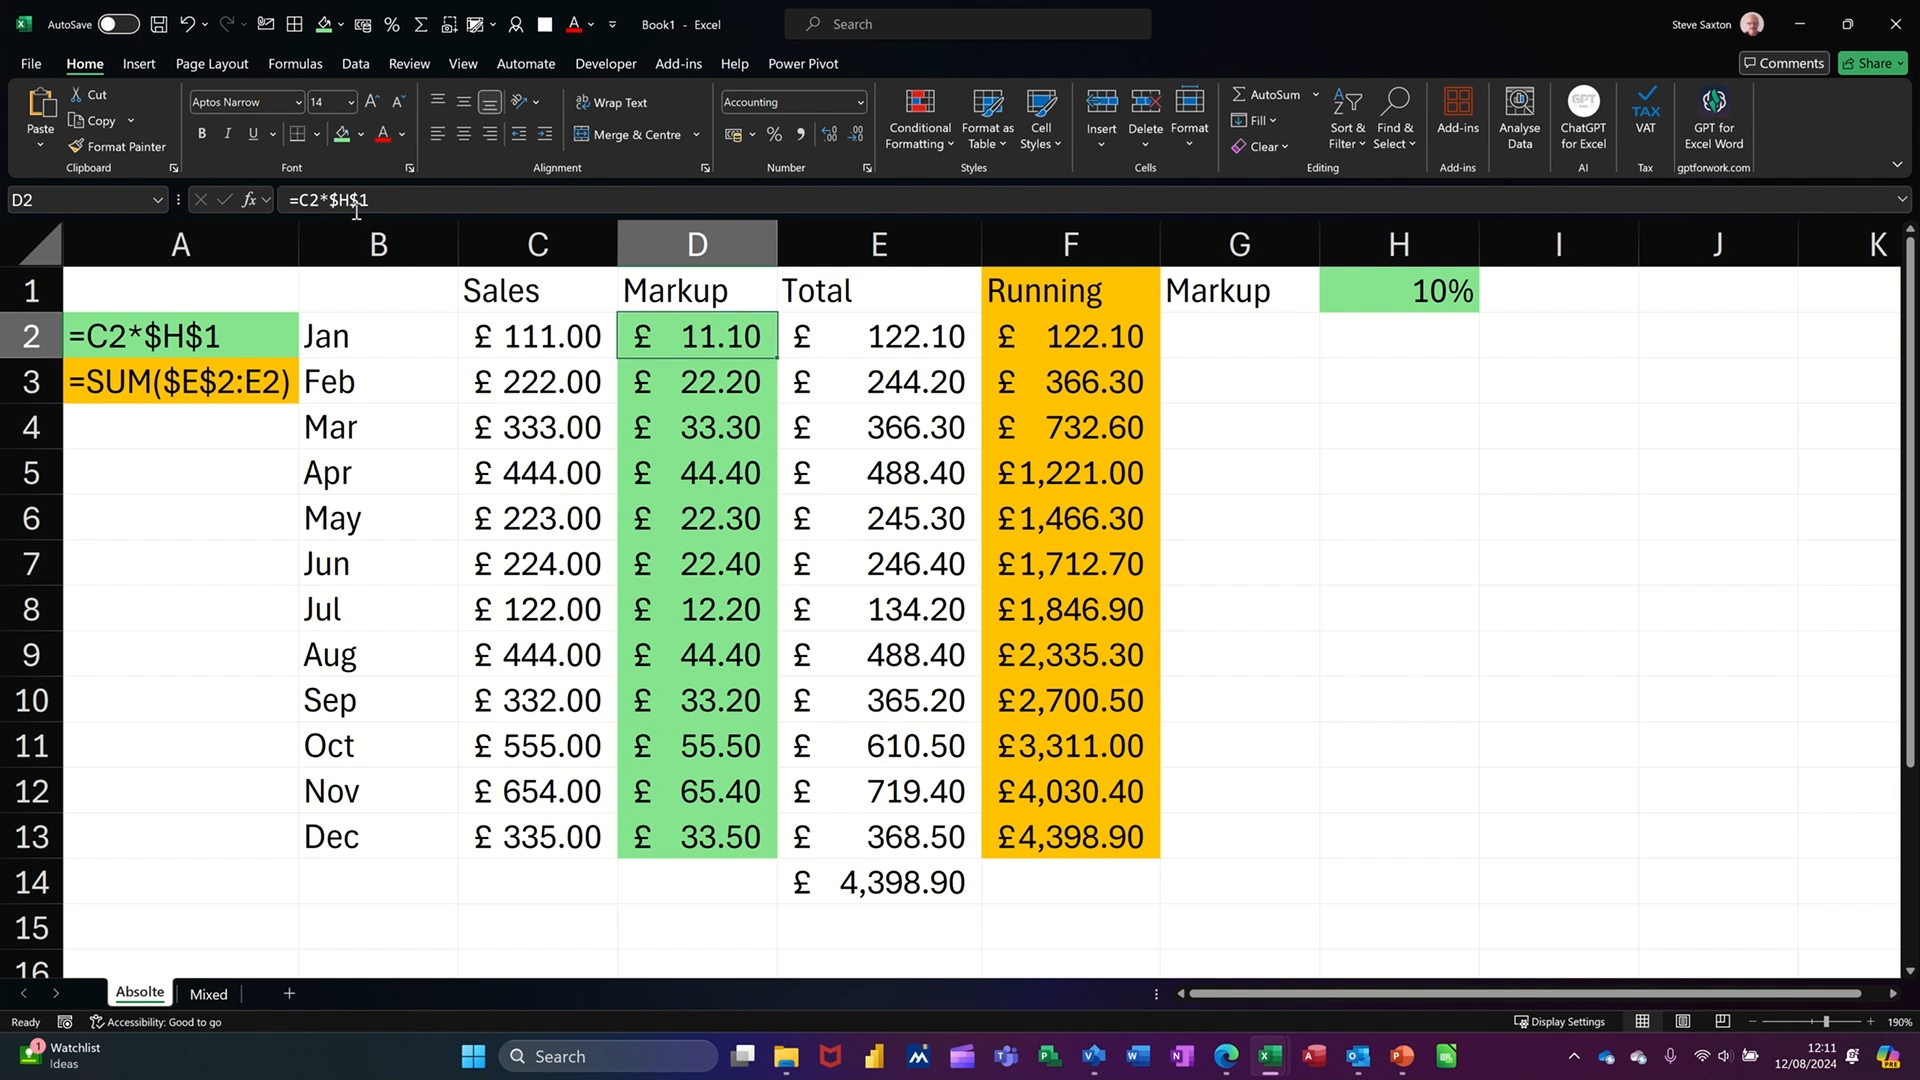 AutoSave
Book1 - Excel
Search
Steve Saxton
File Home Insert Page Layout Formulas Data Review View Automate Developer Add-ins Help Power Pivot
Comments Share
Paste
Cut
Copy
Format Painter
Clipboard
Aptos Narrow 14
B I U
Font
Wrap Text
Merge & Centre
Alignment
Accounting
Number
Conditional Formatting
Format as Table
Cell Styles
Styles
Insert Delete Format
Cells
AutoSum
Fill
Clear
Sort & Filter
Find & Select
Editing
Add-ins
Add-ins
Analyse Data
ChatGPT for Excel
AI
TAX
VAT
Tax
GPT for Excel Word
gptforwork.com
D2 fx =C2*$H$1
A B C D E F G H I J K
1 Sales Markup Total Running Markup 10%
2 =C2*$H$1 Jan £ 111.00 £ 11.10 £ 122.10 £ 122.10
3 =SUM($E$2:E2) Feb £ 222.00 £ 22.20 £ 244.20 £ 366.30
4 Mar £ 333.00 £ 33.30 £ 366.30 £ 732.60
5 Apr £ 444.00 £ 44.40 £ 488.40 £1,221.00
6 May £ 223.00 £ 22.30 £ 245.30 £1,466.30
7 Jun £ 224.00 £ 22.40 £ 246.40 £1,712.70
8 Jul £ 122.00 £ 12.20 £ 134.20 £1,846.90
9 Aug £ 444.00 £ 44.40 £ 488.40 £2,335.30
10 Sep £ 332.00 £ 33.20 £ 365.20 £2,700.50
11 Oct £ 555.00 £ 55.50 £ 610.50 £3,311.00
12 Nov £ 654.00 £ 65.40 £ 719.40 £4,030.40
13 Dec £ 335.00 £ 33.50 £ 368.50 £4,398.90
14 £ 4,398.90
15
16
Absolte Mixed
Ready Accessibility: Good to go
Display Settings 190%
1 Watchlist
Ideas
Search
12:11
12/08/2024